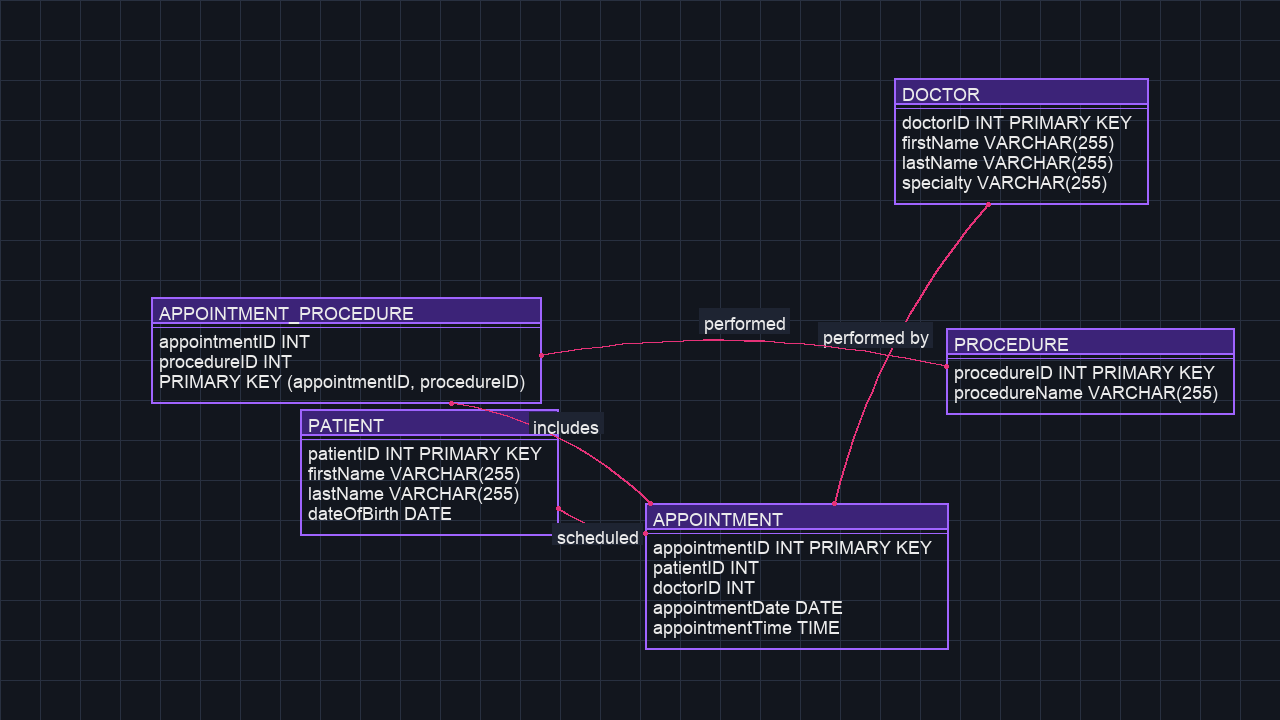 DOCTOR
doctorID INT PRIMARY KEY
firstName VARCHAR(255)
lastName VARCHAR(255)
specialty VARCHAR(255)
APPOINTMENT_PROCEDURE
appointmentID INT
procedureID INT
PRIMARY KEY (appointmentID, procedureID)
performed
performed by
PROCEDURE
procedureID INT PRIMARY KEY
procedureName VARCHAR(255)
PATIENT
patientID INT PRIMARY KEY
firstName VARCHAR(255)
lastName VARCHAR(255)
dateOfBirth DATE
includes
scheduled
APPOINTMENT
appointmentID INT PRIMARY KEY
patientID INT
doctorID INT
appointmentDate DATE
appointmentTime TIME